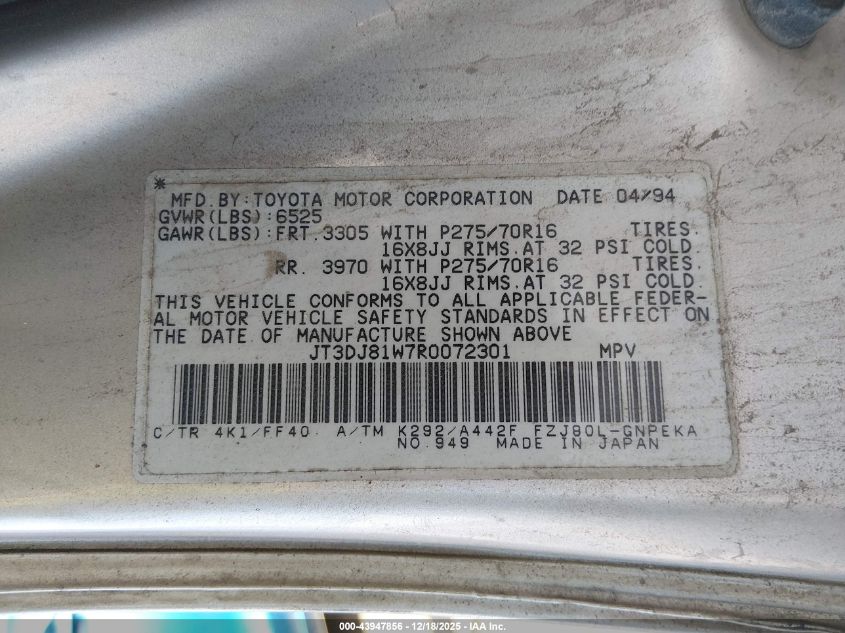 * MFD.BY:TOYOTA MOTOR CORPORATION DATE 04/94
GVWR(LBS):6525
GAWR(LBS):FRT.3305 WITH P275/70R16 TIRES.
16X8JJ RIMS.AT 32 PSI COLD
RR. 3970 WITH P275/70R16 TIRES.
16X8JJ RIMS.AT 32 PSI COLD.
THIS VEHICLE CONFORMS TO ALL APPLICABLE FEDER-
AL MOTOR VEHICLE SAFETY STANDARDS IN EFFECT ON
THE DATE OF MANUFACTURE SHOWN ABOVE
JT3DJ81W7R0072301 MPV
C/TR 4K1/FF40. A/TM K292/A442F FZJ80L-GNPEKA
NO.949 MADE IN JAPAN
000-43947856 - 12/18/2025 - IAA Inc.